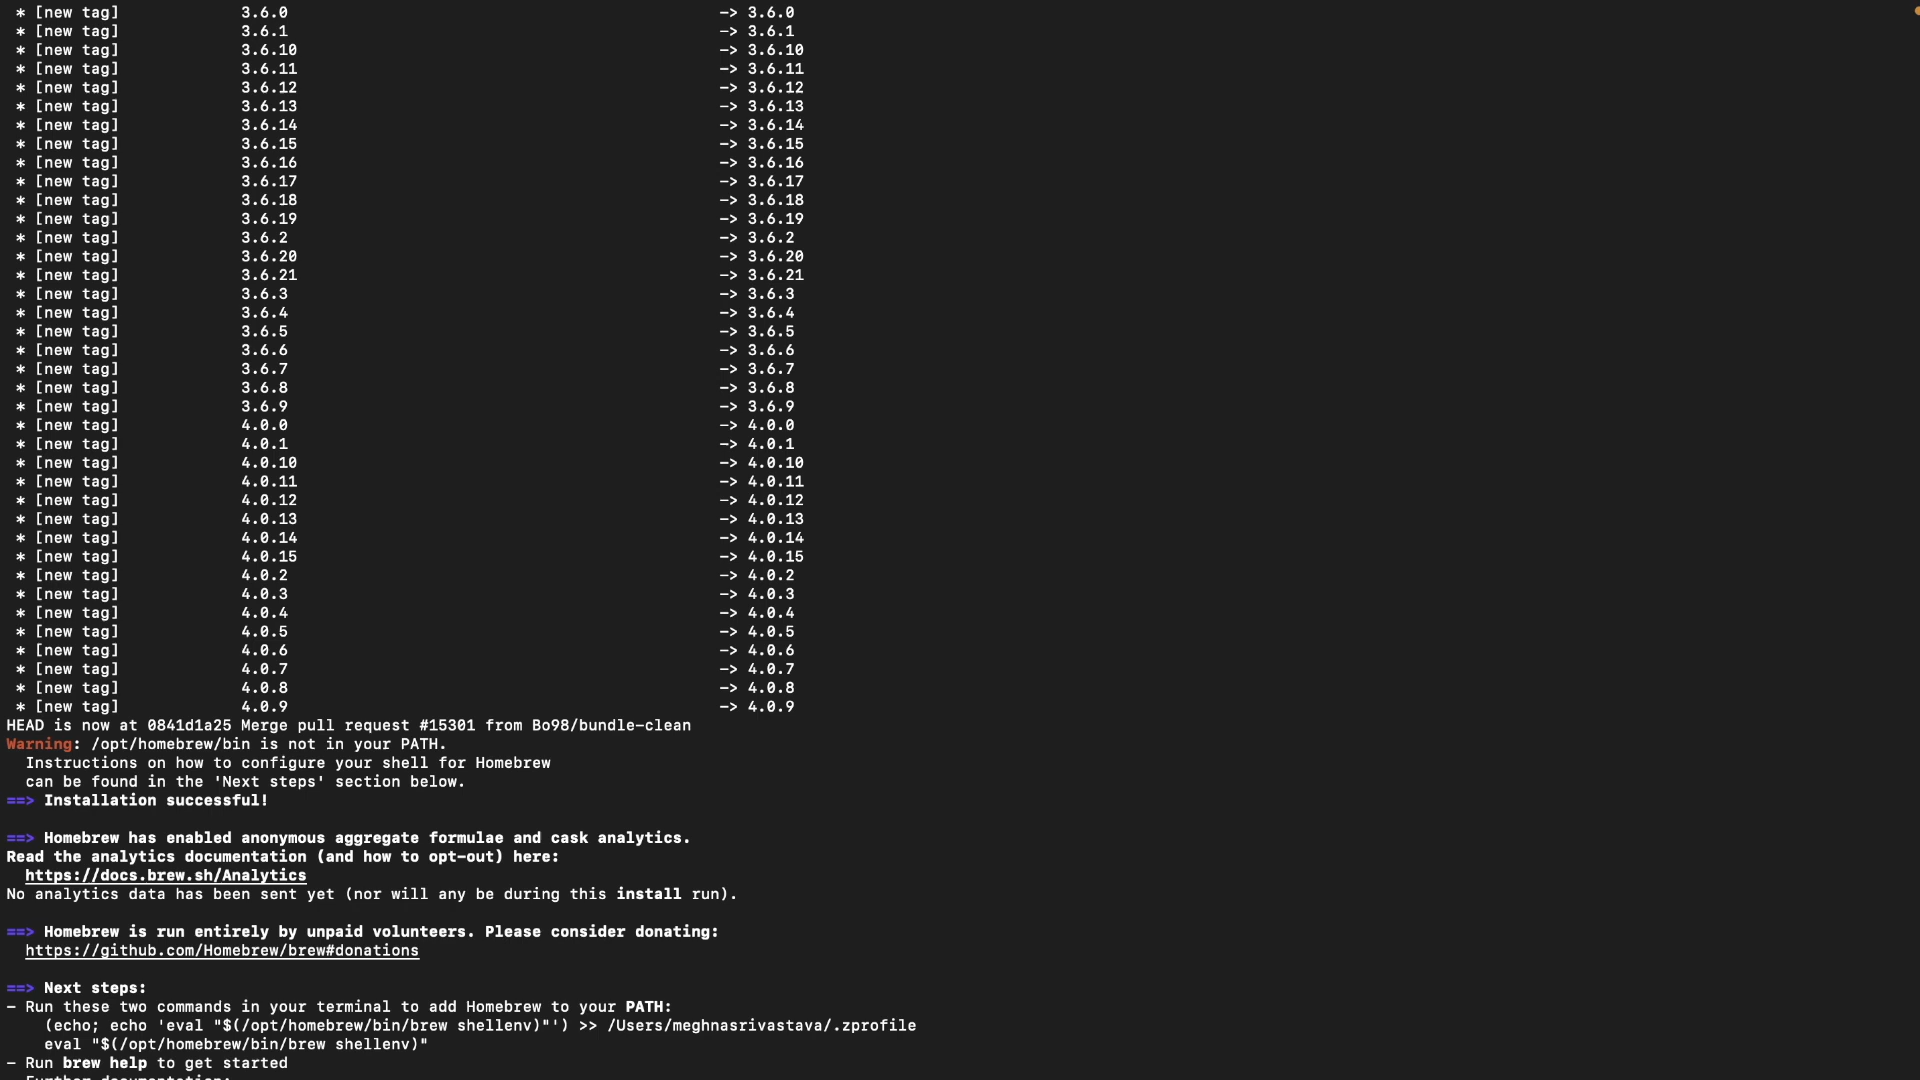 * [new tag] 3.6.0 -> 3.6.0
* [new tag] 3.6.1 -> 3.6.1
* [new tag] 3.6.10 -> 3.6.10
* [new tag] 3.6.11 -> 3.6.11
* [new tag] 3.6.12 -> 3.6.12
* [new tag] 3.6.13 -> 3.6.13
* [new tag] 3.6.14 -> 3.6.14
* [new tag] 3.6.15 -> 3.6.15
* [new tag] 3.6.16 -> 3.6.16
* [new tag] 3.6.17 -> 3.6.17
* [new tag] 3.6.18 -> 3.6.18
* [new tag] 3.6.19 -> 3.6.19
* [new tag] 3.6.2 -> 3.6.2
* [new tag] 3.6.20 -> 3.6.20
* [new tag] 3.6.21 -> 3.6.21
* [new tag] 3.6.3 -> 3.6.3
* [new tag] 3.6.4 -> 3.6.4
* [new tag] 3.6.5 -> 3.6.5
* [new tag] 3.6.6 -> 3.6.6
* [new tag] 3.6.7 -> 3.6.7
* [new tag] 3.6.8 -> 3.6.8
* [new tag] 3.6.9 -> 3.6.9
* [new tag] 4.0.0 -> 4.0.0
* [new tag] 4.0.1 -> 4.0.1
* [new tag] 4.0.10 -> 4.0.10
* [new tag] 4.0.11 -> 4.0.11
* [new tag] 4.0.12 -> 4.0.12
* [new tag] 4.0.13 -> 4.0.13
* [new tag] 4.0.14 -> 4.0.14
* [new tag] 4.0.15 -> 4.0.15
* [new tag] 4.0.2 -> 4.0.2
* [new tag] 4.0.3 -> 4.0.3
* [new tag] 4.0.4 -> 4.0.4
* [new tag] 4.0.5 -> 4.0.5
* [new tag] 4.0.6 -> 4.0.6
* [new tag] 4.0.7 -> 4.0.7
* [new tag] 4.0.8 -> 4.0.8
* [new tag] 4.0.9 -> 4.0.9
HEAD is now at 0841d1a25 Merge pull request #15301 from Bo98/bundle-clean
Warning: /opt/homebrew/bin is not in your PATH.
Instructions on how to configure your shell for Homebrew
can be found in the 'Next steps' section below.
==> Installation successful!
==> Homebrew has enabled anonymous aggregate formulae and cask analytics.
Read the analytics documentation (and how to opt-out) here:
https://docs.brew.sh/Analytics
No analytics data has been sent yet (nor will any be during this install run).
==> Homebrew is run entirely by unpaid volunteers. Please consider donating:
https://github.com/Homebrew/brew#donations
==> Next steps:
- Run these two commands in your terminal to add Homebrew to your PATH:
(echo; echo 'eval "$(/opt/homebrew/bin/brew shellenv)"') >> /Users/meghnasrivastava/.zprofile
eval "$(/opt/homebrew/bin/brew shellenv)"
- Run brew help to get started
- Further documentation: